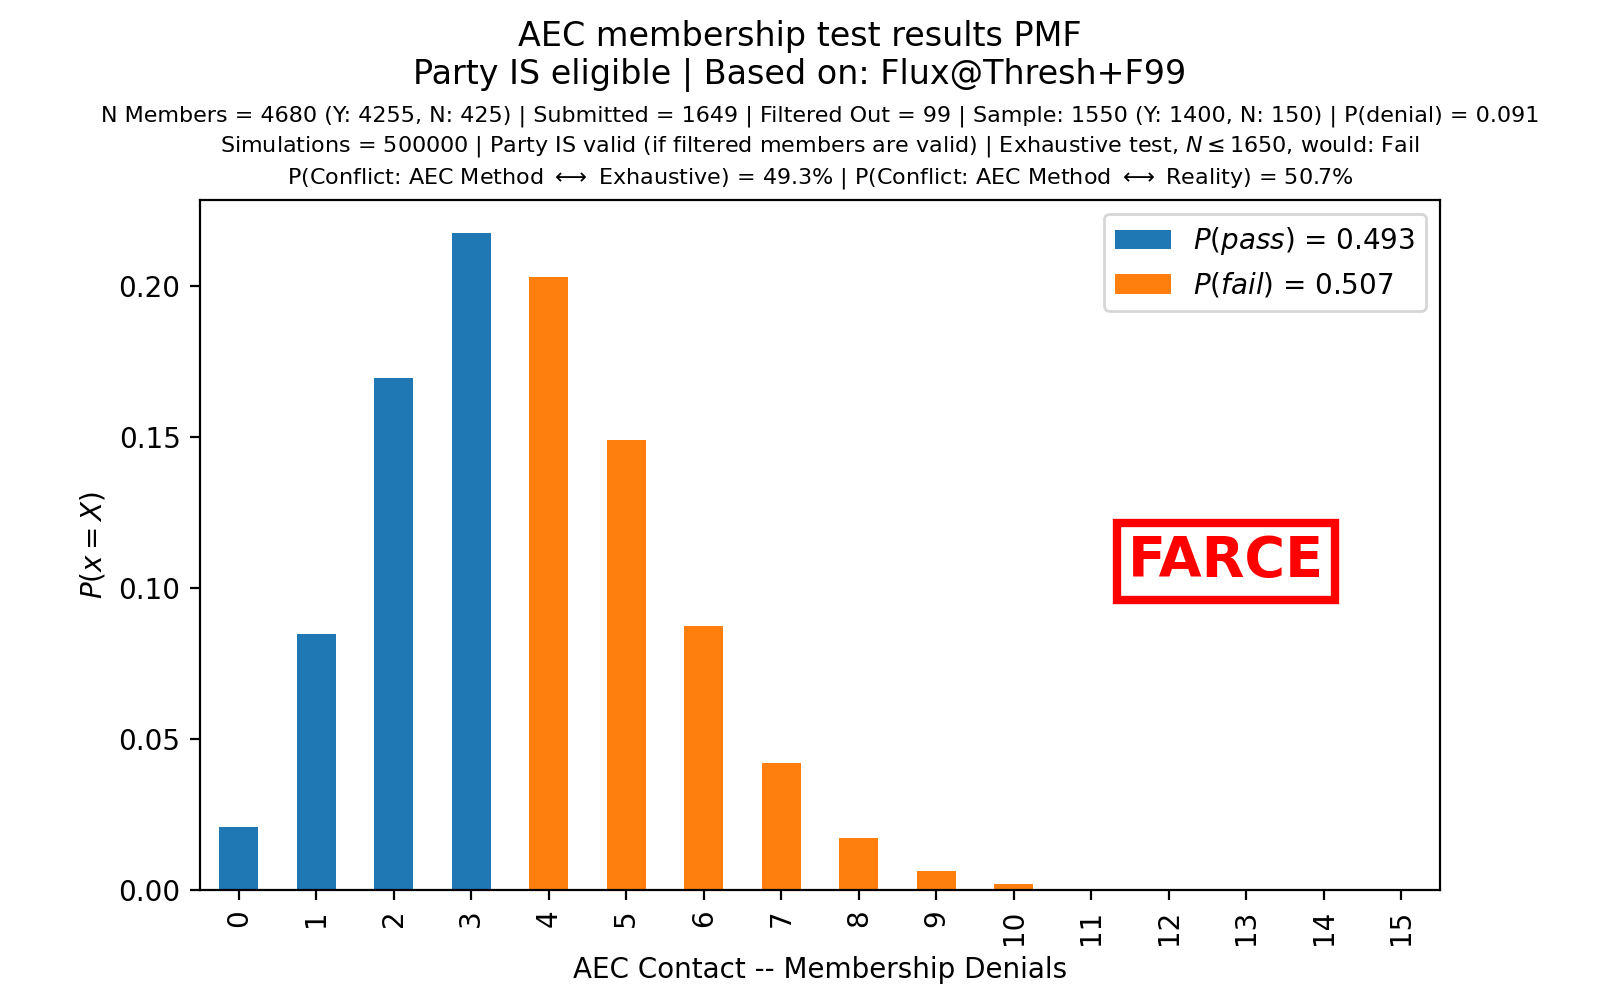 AEC membership test results PMF
Party IS eligible | Based on: Flux@Thresh+F99
N Members = 4680 (Y: 4255, N: 425) | Submitted = 1649 | Filtered Out = 99 | Sample: 1550 (Y: 1400, N: 150) | P(denial) = 0.091
Simulations = 500000 | Party IS valid (if filtered members are valid) | Exhaustive test, N ≤ 1650, would: Fail
P(Conflict: AEC Method ⟷ Exhaustive) = 49.3% | P(Conflict: AEC Method ⟷ Reality) = 50.7%
P(pass) = 0.493
P(fail) = 0.507
0.20
0.15
0.10
0.05
0.00
P(x = X)
FARCE
0 1 2 3 4 5 6 7 8 9 10 11 12 13 14 15
AEC Contact -- Membership Denials